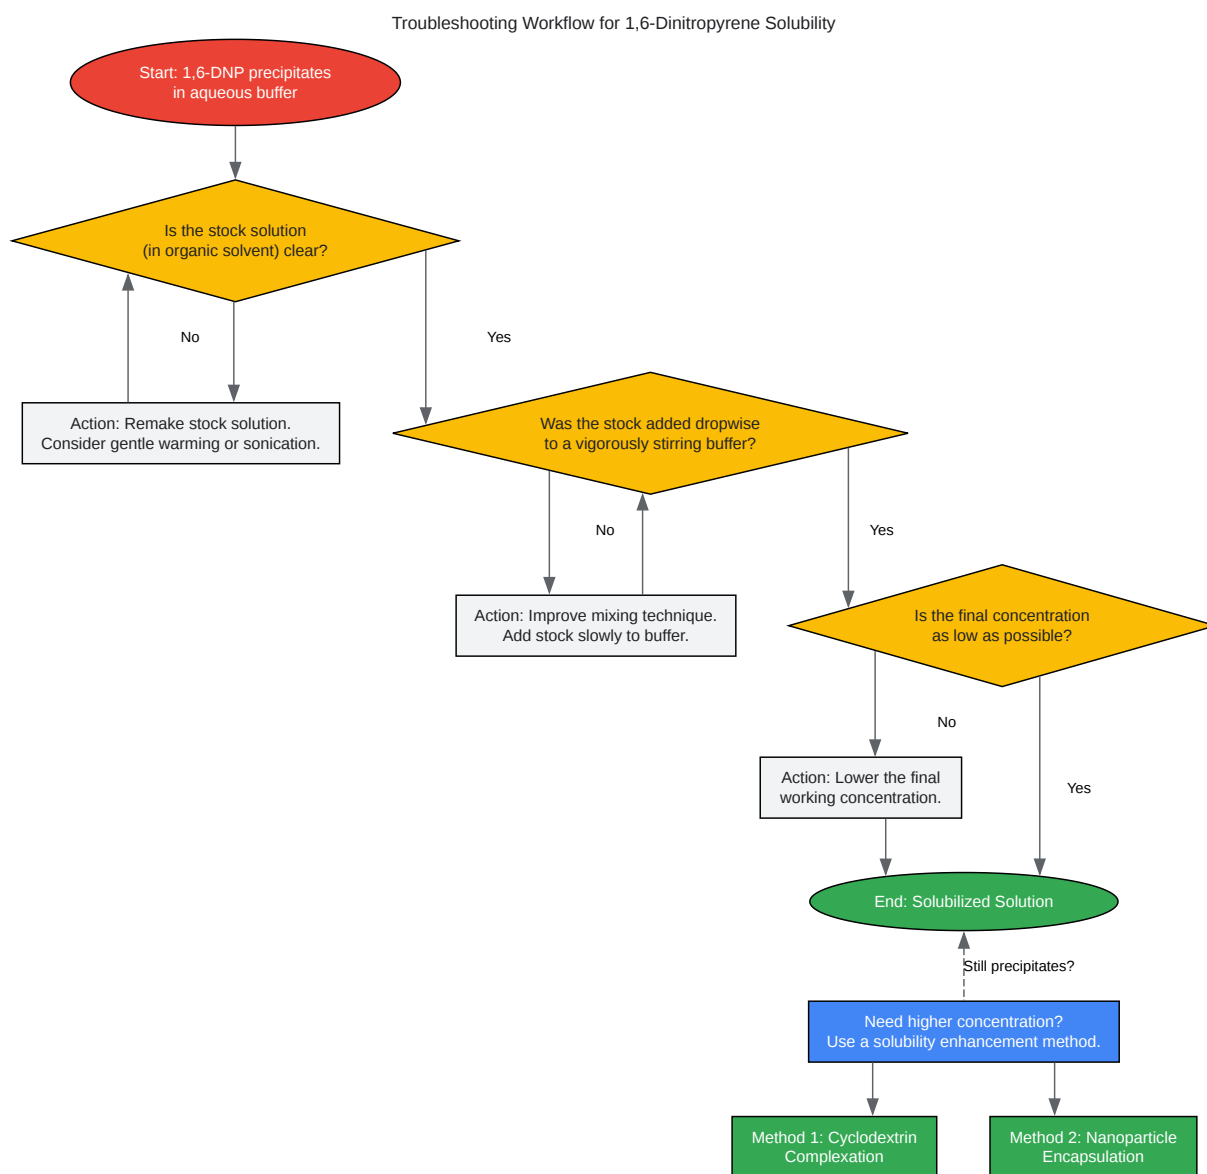 Troubleshooting Workflow for 1,6-Dinitropyrene Solubility
Start: 1,6-DNP precipitates
in aqueous buffer
Is the stock solution
(in organic solvent) clear?
No
Yes
Action: Remake stock solution.
Consider gentle warming or sonication.
Was the stock added dropwise
to a vigorously stirring buffer?
No
Yes
Action: Improve mixing technique.
Add stock slowly to buffer.
Is the final concentration
as low as possible?
No
Yes
Action: Lower the final
working concentration.
End: Solubilized Solution
Still precipitates?
Need higher concentration?
Use a solubility enhancement method.
Method 1: Cyclodextrin
Complexation
Method 2: Nanoparticle
Encapsulation